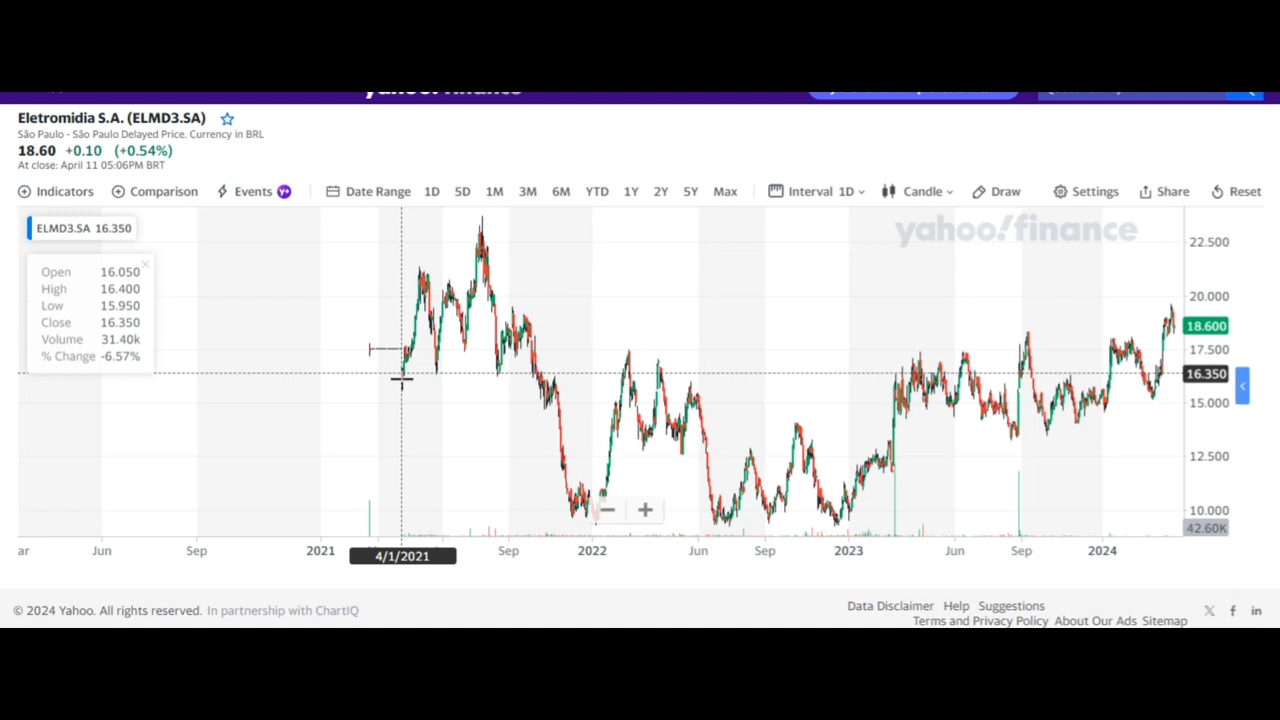 yahoo! finance
Eletromidia S.A. (ELMD3.SA)
São Paulo - São Paulo Delayed Price. Currency in BRL
18.60 +0.10 (+0.54%)
At close: April 11 05:06PM BRT
Indicators Comparison Events Y+ Date Range 1D 5D 1M 3M 6M YTD 1Y 2Y 5Y Max Interval 1D Candle Draw Settings Share Reset
ELMD3.SA 16.350
yahoo!finance
Open 16.050
High 16.400
Low 15.950
Close 16.350
Volume 31.40k
% Change -6.57%
22.500
20.000
18.600
17.500
16.350
15.000
12.500
10.000
42.60K
ar Jun Sep 2021 4/1/2021 Sep 2022 Jun Sep 2023 Jun Sep 2024
© 2024 Yahoo. All rights reserved. In partnership with ChartIQ
Data Disclaimer Help Suggestions
Terms and Privacy Policy About Our Ads Sitemap